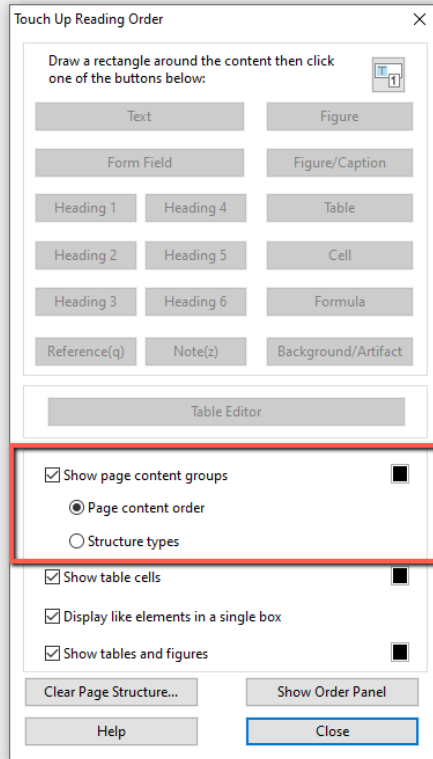 Touch Up Reading Order
Draw a rectangle around the content then click
one of the buttons below:
1
Text
Figure
Form Field
Figure/Caption
Heading 1
Heading 4
Table
Heading 2
Heading 5
Cell
Heading 3
Heading 6
Formula
Reference(q)
Note(z)
Background/Artifact
Table Editor
Show page content groups
Page content order
Structure types
Show table cells
Display like elements in a single box
Show tables and figures
Clear Page Structure...
Show Order Panel
Help
Close